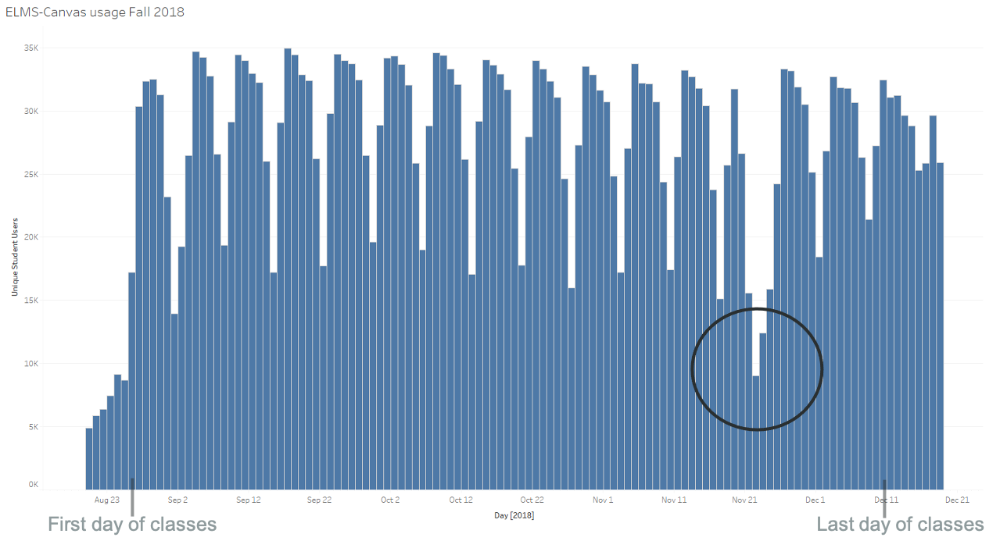 ELMS-Canvas usage Fall 2018
35K
30K
25K
20K
15K
10K
5K
0K
Unique Student Users
Aug 23 Sep 2 Sep 12 Sep 22 Oct 2 Oct 12 Oct 22 Nov 1 Nov 11 Nov 21 Dec 1 Dec 11 Dec 21
Day [2018]
First day of classes Last day of classes